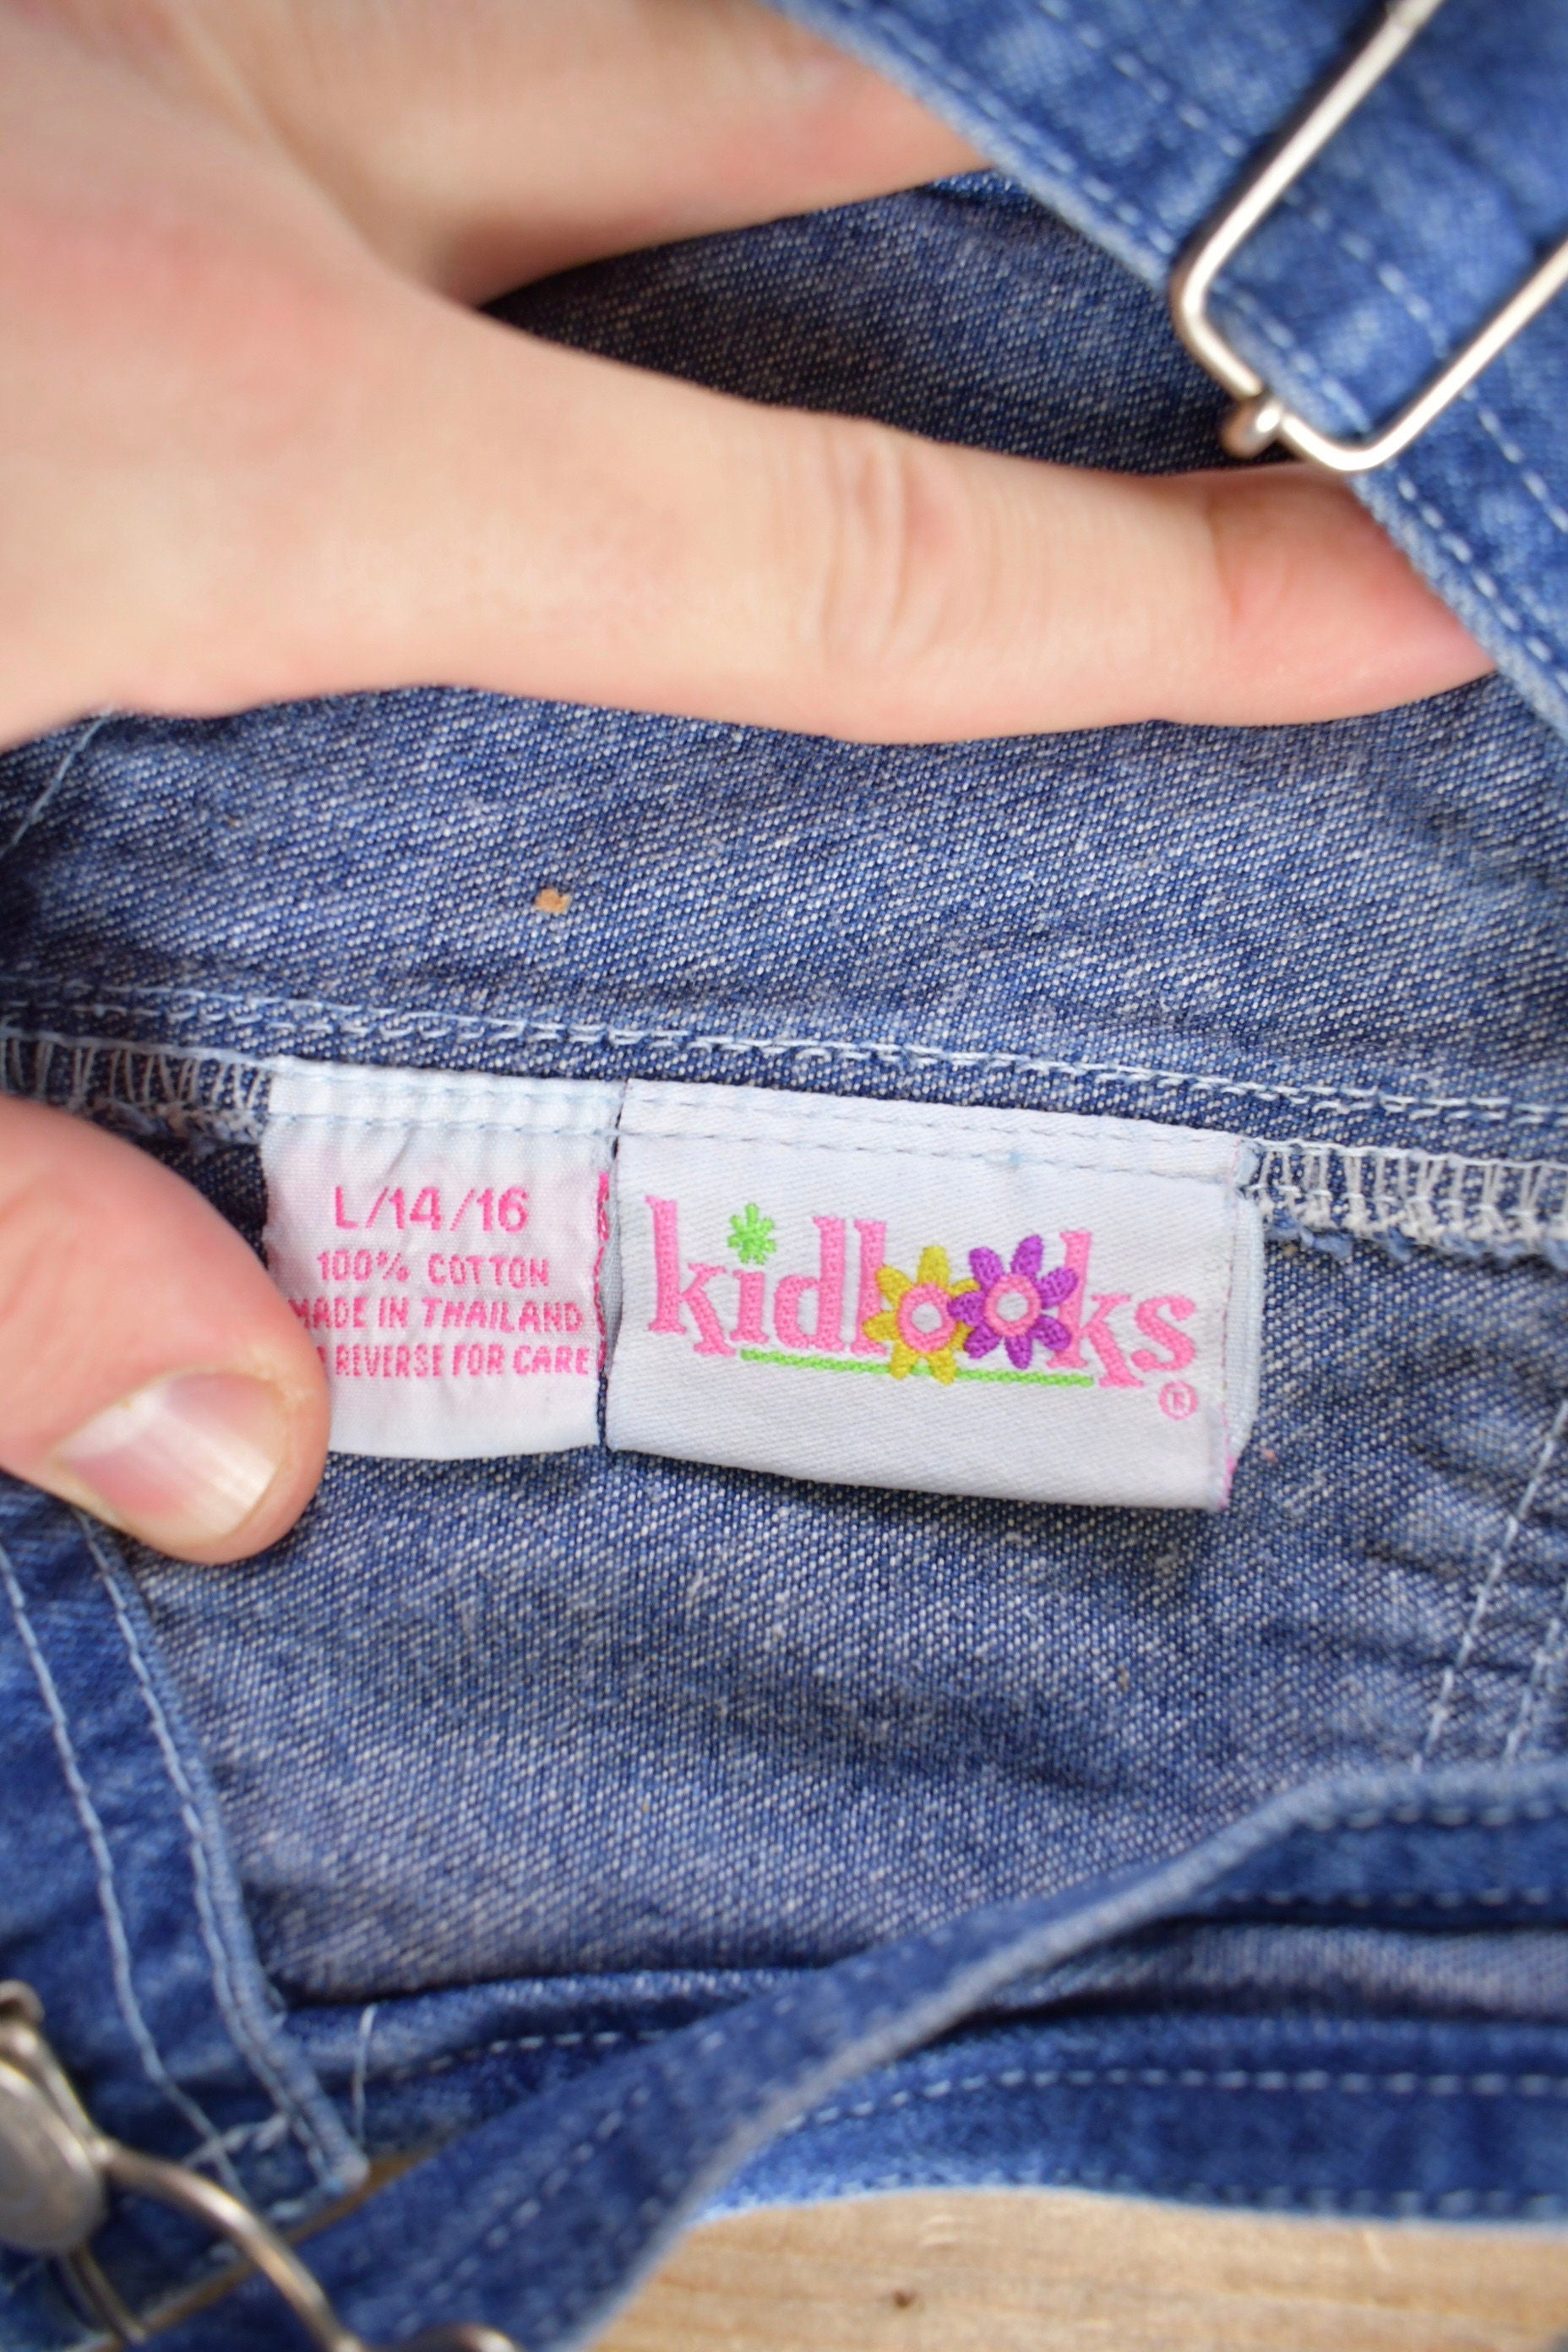 L/14/16
100% COTTON
MADE IN THAILAND
REVERSE FOR CARE
kidlooks
®